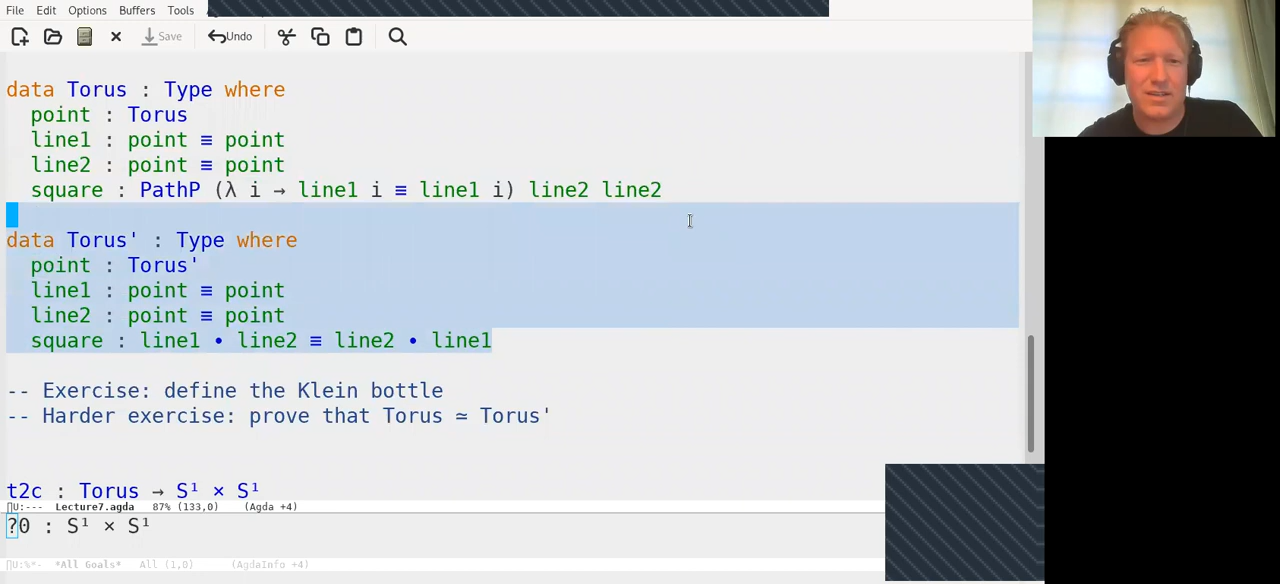 File Edit Options Buffers Tools
Save Undo
data Torus : Type where
  point : Torus
  line1 : point ≡ point
  line2 : point ≡ point
  square : PathP (λ i → line1 i ≡ line1 i) line2 line2
data Torus' : Type where
  point : Torus'
  line1 : point ≡ point
  line2 : point ≡ point
  square : line1 • line2 ≡ line2 • line1
-- Exercise: define the Klein bottle
-- Harder exercise: prove that Torus ≃ Torus'
t2c : Torus → S¹ × S¹
U:--- Lecture7.agda 87% (133,0) (Agda +4)
?0 : S¹ × S¹
U:%*- *All Goals* All (1,0) (AgdaInfo +4)